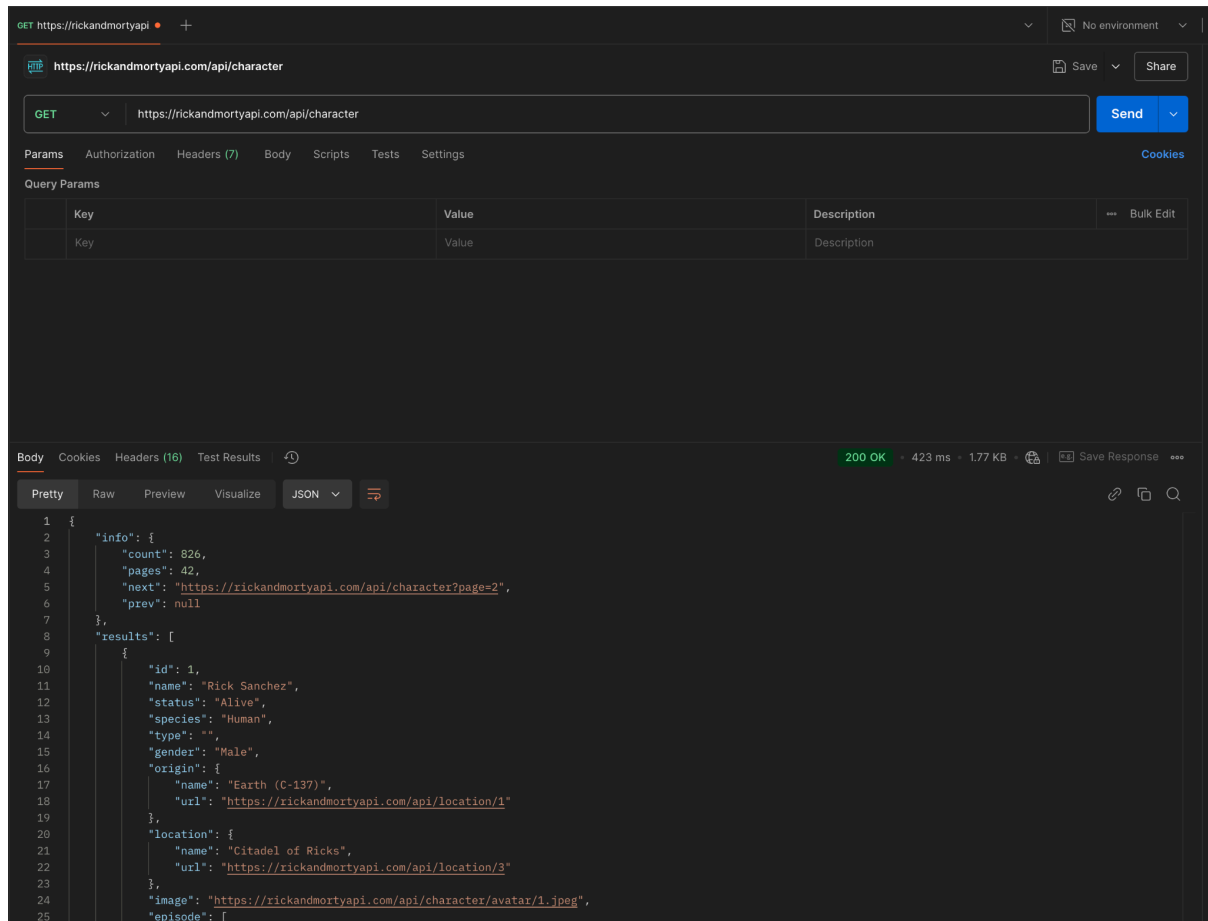 GET https://rickandmortyapi
No environment
HTTP https://rickandmortyapi.com/api/character
Save
Share
GET https://rickandmortyapi.com/api/character
Send
Params Authorization Headers (7) Body Scripts Tests Settings
Cookies
Query Params
Key Value Description ••• Bulk Edit
Key Value Description
Body Cookies Headers (16) Test Results
200 OK • 423 ms • 1.77 KB • e.g. Save Response •••
Pretty Raw Preview Visualize JSON
1 {
2 "info": {
3 "count": 826,
4 "pages": 42,
5 "next": "https://rickandmortyapi.com/api/character?page=2",
6 "prev": null
7 },
8 "results": [
9 {
10 "id": 1,
11 "name": "Rick Sanchez",
12 "status": "Alive",
13 "species": "Human",
14 "type": "",
15 "gender": "Male",
16 "origin": {
17 "name": "Earth (C-137)",
18 "url": "https://rickandmortyapi.com/api/location/1"
19 },
20 "location": {
21 "name": "Citadel of Ricks",
22 "url": "https://rickandmortyapi.com/api/location/3"
23 },
24 "image": "https://rickandmortyapi.com/api/character/avatar/1.jpeg",
25 "episode": [